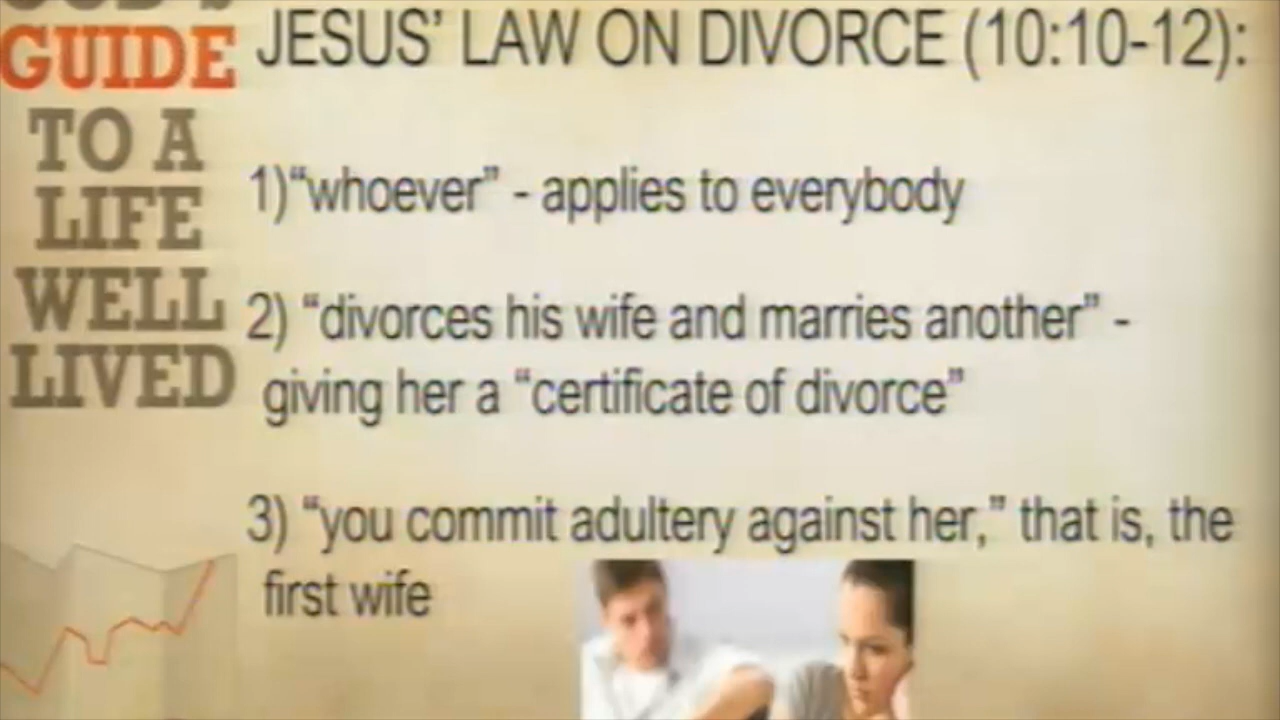 GUIDE
TO A
LIFE
WELL
LIVED
JESUS’ LAW ON DIVORCE (10:10-12):
1)“whoever” - applies to everybody
2) “divorces his wife and marries another” -
giving her a “certificate of divorce”
3) “you commit adultery against her,” that is, the
first wife